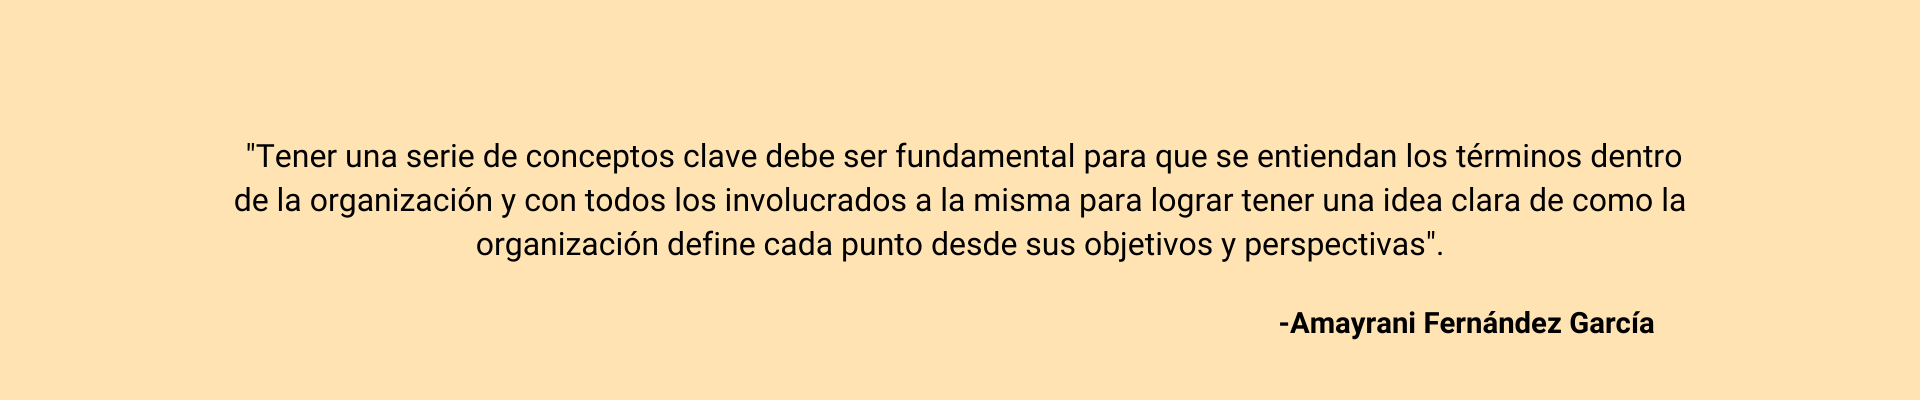 "Tener una serie de conceptos clave debe ser fundamental para que se entiendan los términos dentro
de la organización y con todos los involucrados a la misma para lograr tener una idea clara de como la
organización define cada punto desde sus objetivos y perspectivas".
-Amayrani Fernández García